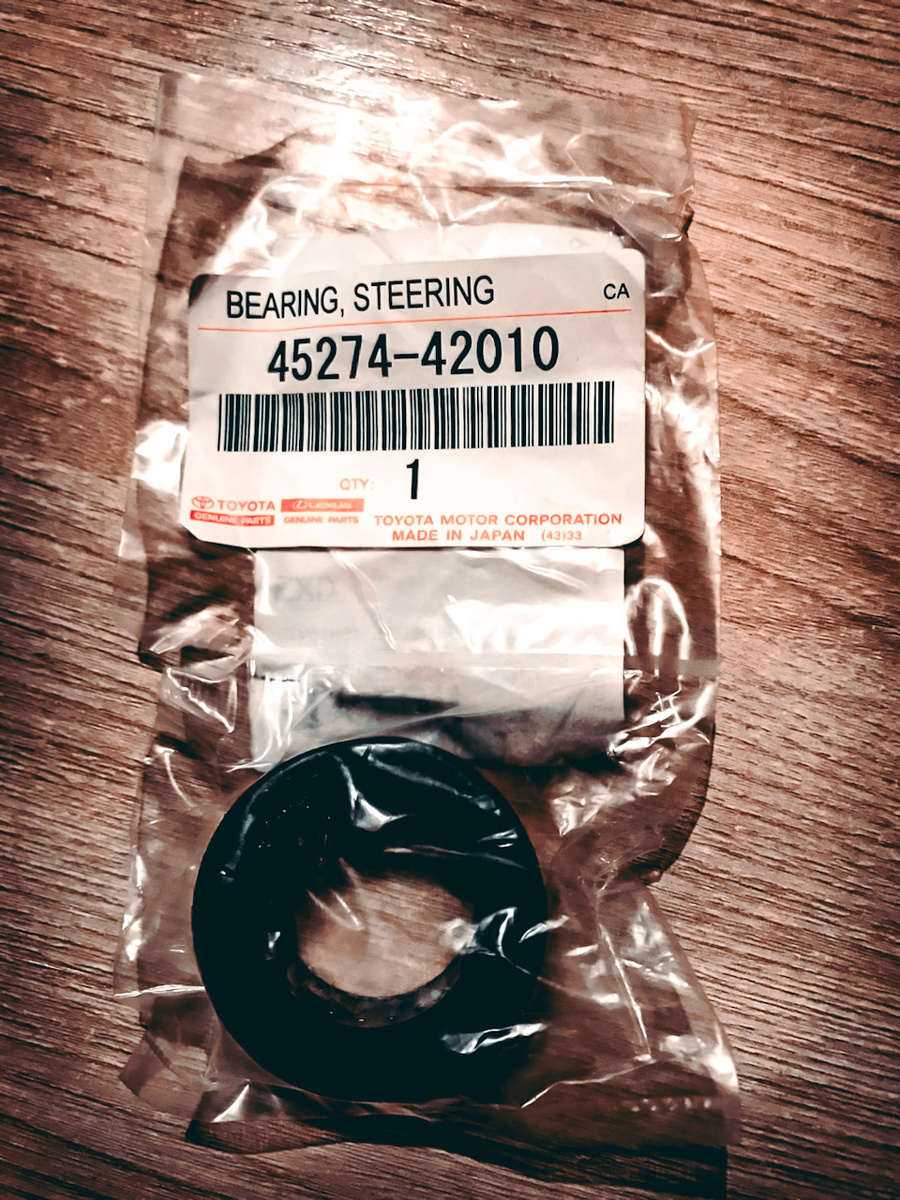 BEARING, STEERING CA
45274-42010
QTY: 1
TOYOTA LEXUS
GENUINE PARTS GENUINE PARTS
TOYOTA MOTOR CORPORATION
MADE IN JAPAN (43)33